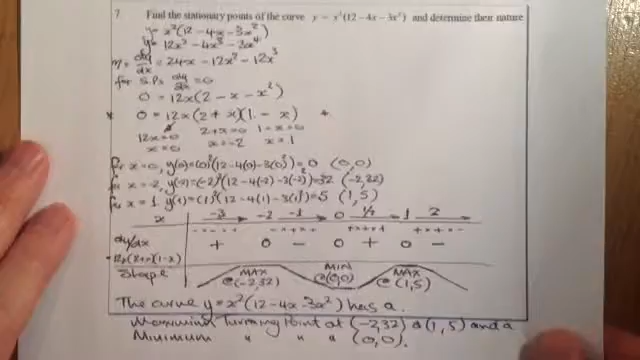 7. Find the stationary points of the curve y = x²(12 - 4x - 3x²) and determine their nature
y = x²(12 - 4x - 3x²)
y = 12x² - 4x³ - 3x⁴
m = dy/dx = 24x - 12x² - 12x³
for S.P.s dy/dx = 0
0 = 12x(2 - x - x²)
* 0 = 12x(2 + x)(1 - x) *
12x = 0 2 + x = 0 1 - x = 0
x = 0 x = -2 x = 1
for x = 0, y(0) = (0)²(12 - 4(0) - 3(0)²) = 0 (0,0)
for x = -2, y(-2) = (-2)²(12 - 4(-2) - 3(-2)²) = 32 (-2,32)
for x = 1 y(1) = (1)²(12 - 4(1) - 3(1)²) = 5 (1,5)
x -3 -2 -1 0 1/2 1 2
dy/dx + 0 - 0 + 0 -
12x(2+x)(1-x)
Shape MAX @(-2,32) MIN @(0,0) MAX @(1,5)
The curve y = x²(12 - 4x - 3x²) has a
Maximum Turning Point at (-2,32) & (1,5) and a
Minimum " " " (0,0).